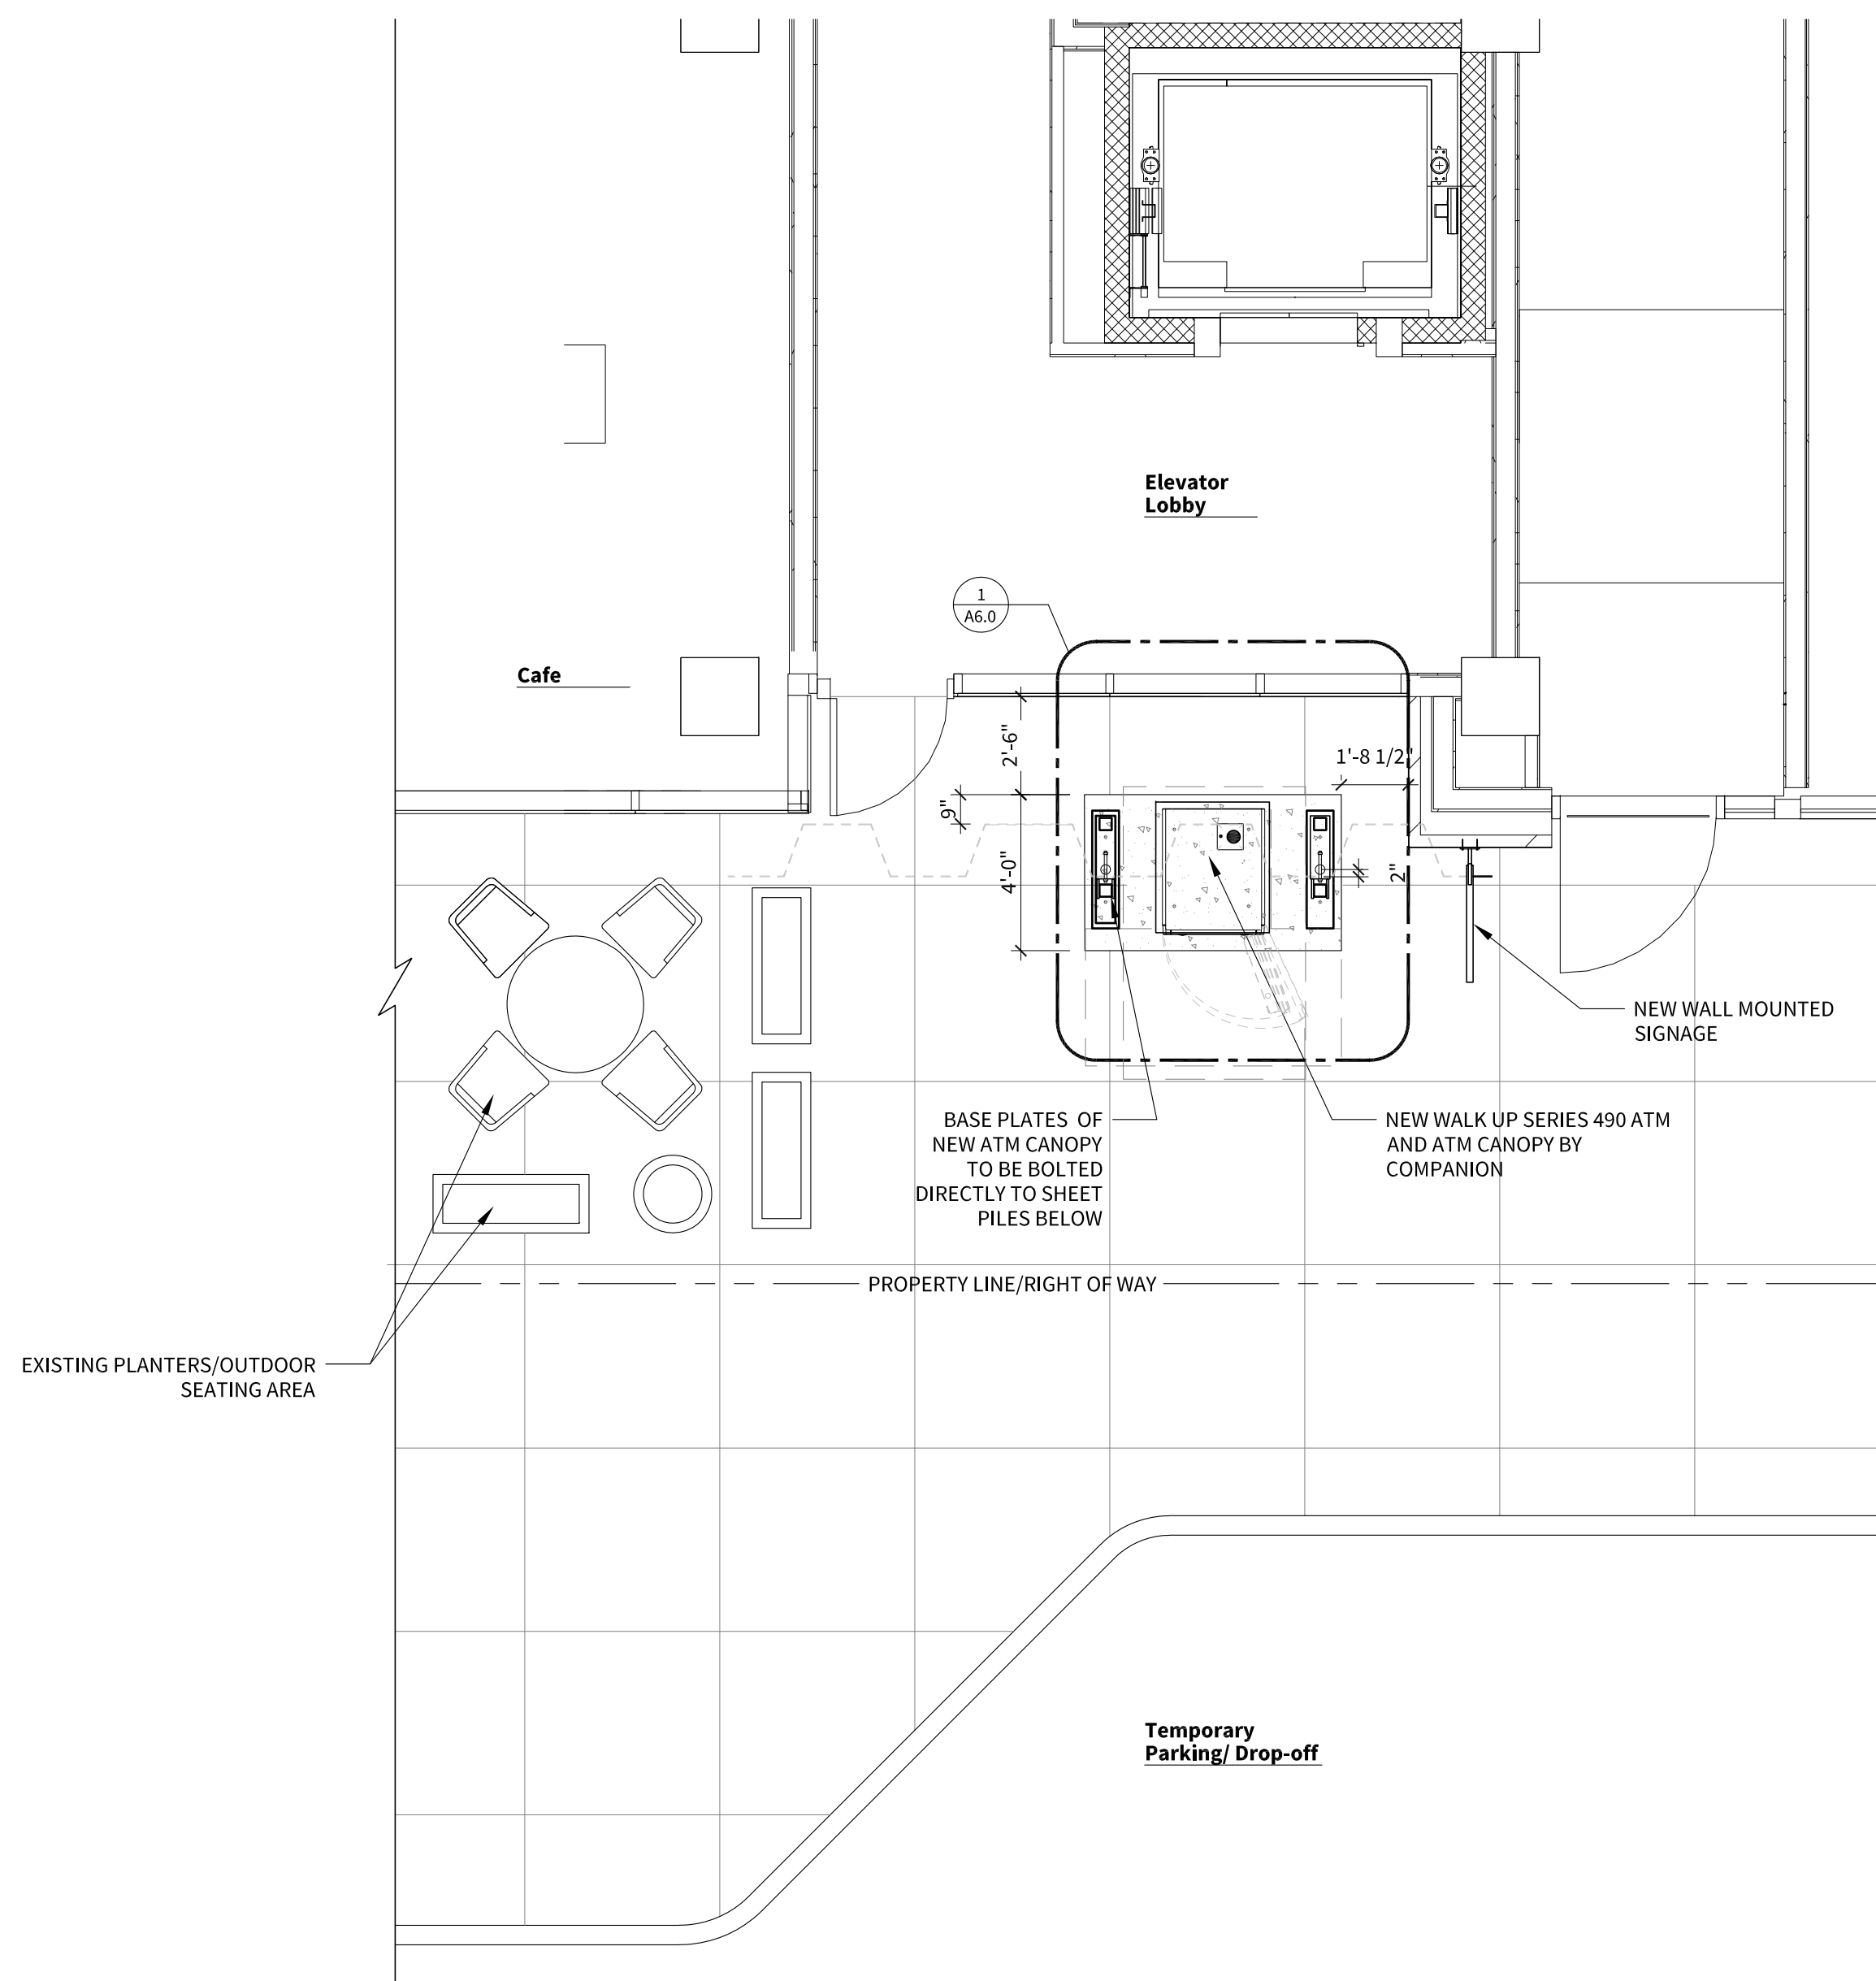 Elevator
Lobby
1
A6.0
Cafe
2'-6"
1'-8 1/2"
9"
4'-0"
2"
NEW WALL MOUNTED
SIGNAGE
BASE PLATES OF
NEW ATM CANOPY
TO BE BOLTED
DIRECTLY TO SHEET
PILES BELOW
NEW WALK UP SERIES 490 ATM
AND ATM CANOPY BY
COMPANION
PROPERTY LINE/RIGHT OF WAY
EXISTING PLANTERS/OUTDOOR
SEATING AREA
Temporary
Parking/ Drop-off